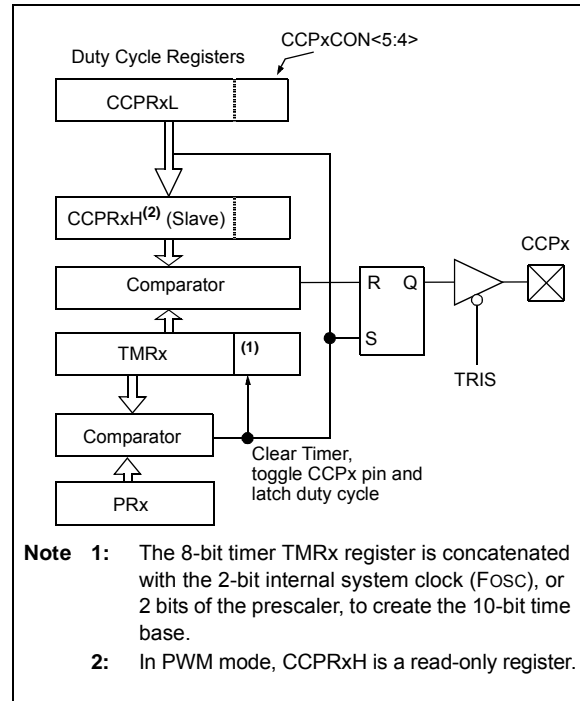 CCPxCON<5:4>
Duty Cycle Registers
CCPRxL
CCPRxH(2) (Slave)
CCPx
Comparator
R Q
S
TMRx (1)
TRIS
Comparator
Clear Timer,
toggle CCPx pin and
latch duty cycle
PRx
Note 1: The 8-bit timer TMRx register is concatenated
with the 2-bit internal system clock (FOSC), or
2 bits of the prescaler, to create the 10-bit time
base.
2: In PWM mode, CCPRxH is a read-only register.